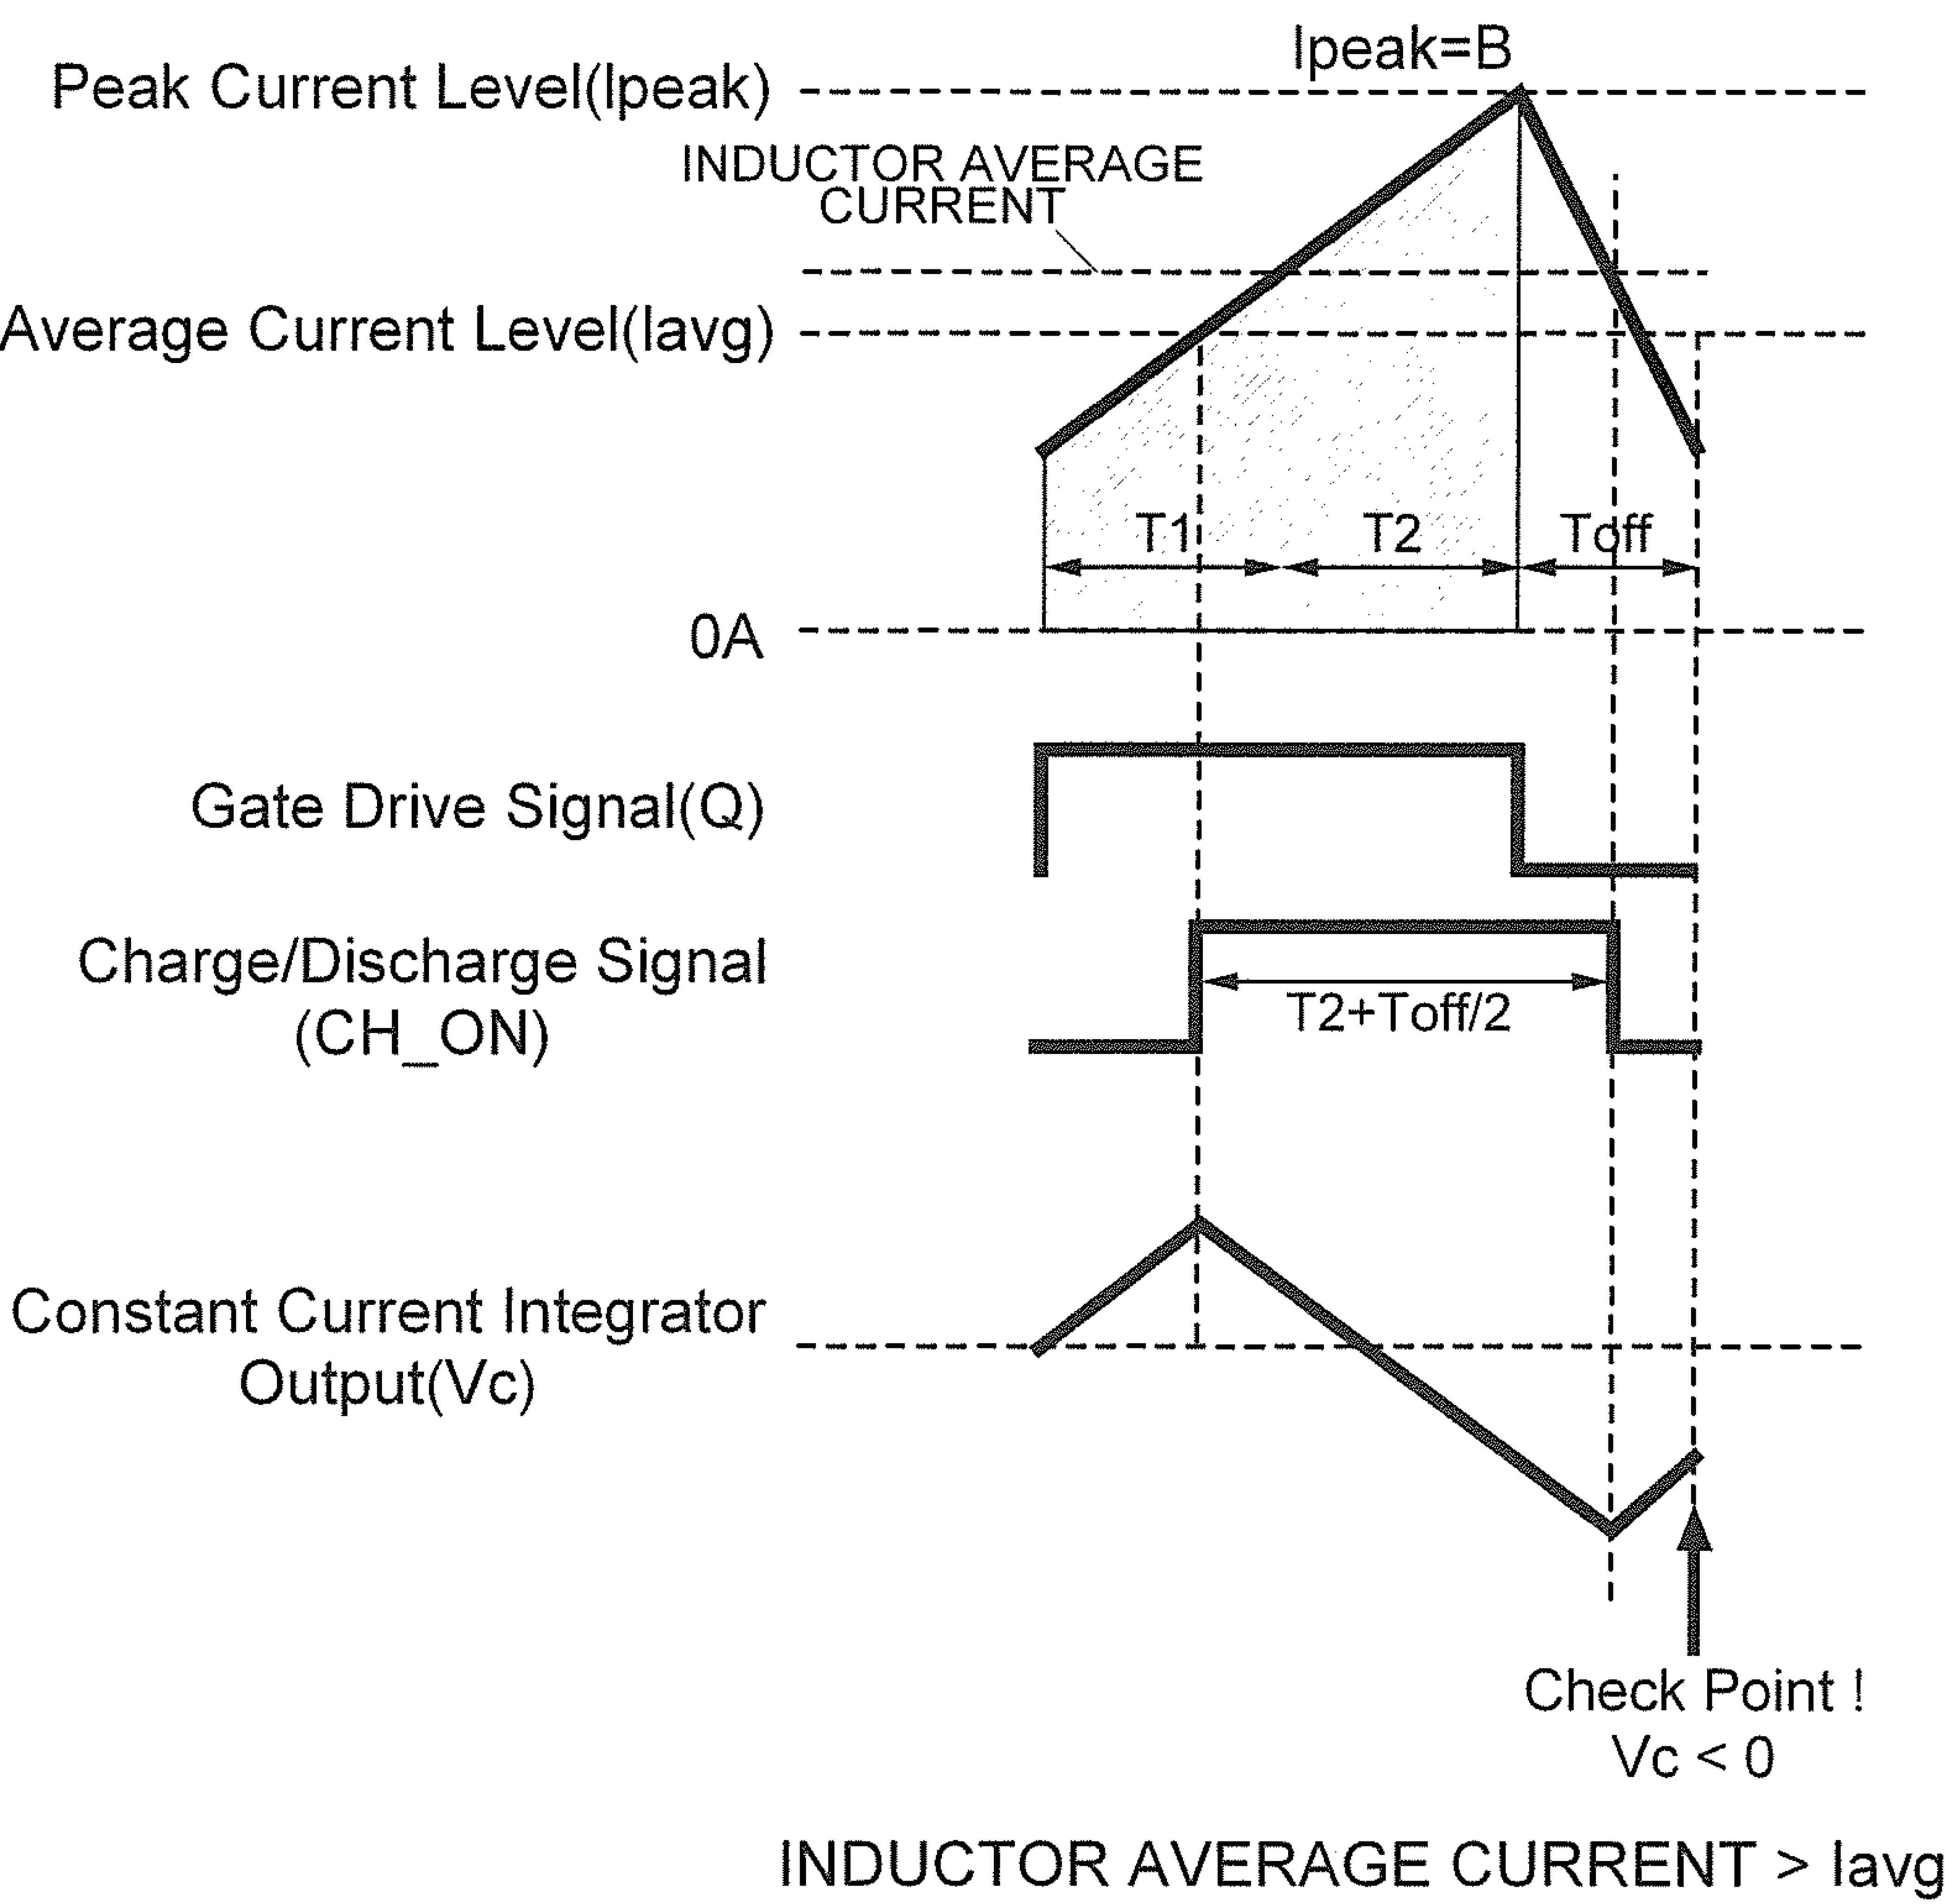 Ipeak=B
Peak Current Level(Ipeak)
INDUCTOR AVERAGE
CURRENT
Average Current Level(Iavg)
T1
T2
Toff
0A
Gate Drive Signal(Q)
Charge/Discharge Signal
(CH_ON)
T2+Toff/2
Constant Current Integrator
Output(Vc)
Check Point !
Vc < 0
INDUCTOR AVERAGE CURRENT > Iavg